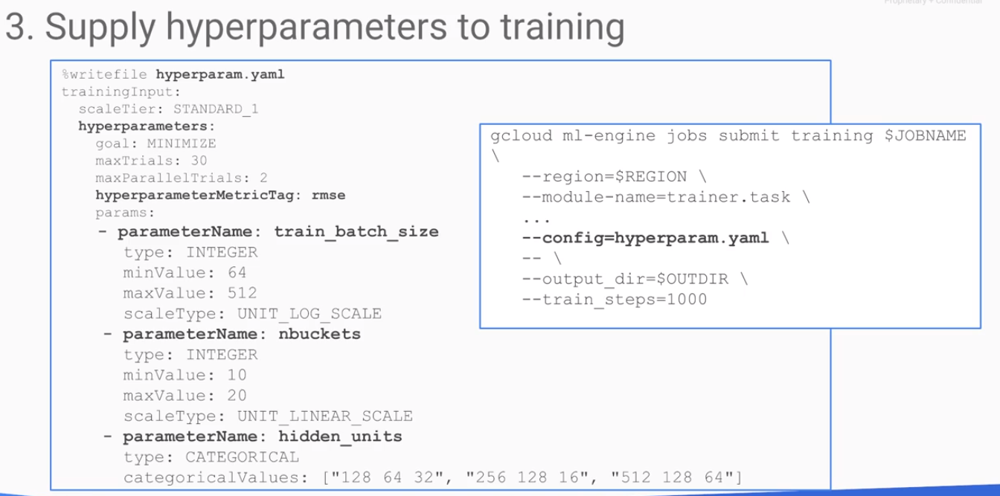 Proprietary + Confidential
3. Supply hyperparameters to training
%writefile hyperparam.yaml
trainingInput:
scaleTier: STANDARD_1
hyperparameters:
goal: MINIMIZE
maxTrials: 30
maxParallelTrials: 2
hyperparameterMetricTag: rmse
params:
- parameterName: train_batch_size
type: INTEGER
minValue: 64
maxValue: 512
scaleType: UNIT_LOG_SCALE
- parameterName: nbuckets
type: INTEGER
minValue: 10
maxValue: 20
scaleType: UNIT_LINEAR_SCALE
- parameterName: hidden_units
type: CATEGORICAL
categoricalValues: ["128 64 32", "256 128 16", "512 128 64"]
gcloud ml-engine jobs submit training $JOBNAME
\
--region=$REGION \
--module-name=trainer.task \
...
--config=hyperparam.yaml \
-- \
--output_dir=$OUTDIR \
--train_steps=1000